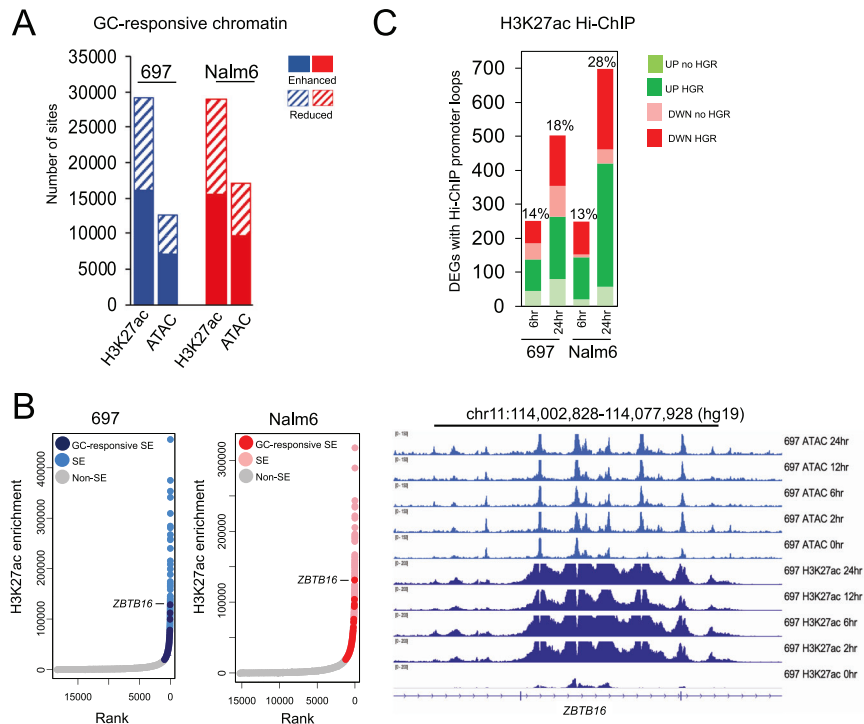 A
GC-responsive chromatin
697
Nalm6
Enhanced
Reduced
Number of sites
35000
30000
25000
20000
15000
10000
5000
0
H3K27ac
ATAC
H3K27ac
ATAC
C
H3K27ac Hi-ChIP
DEGs with Hi-ChIP promoter loops
700
600
500
400
300
200
100
0
14%
18%
13%
28%
UP no HGR
UP HGR
DWN no HGR
DWN HGR
6hr
24hr
6hr
24hr
697
Nalm6
B
697
GC-responsive SE
SE
Non-SE
H3K27ac enrichment
400000
300000
200000
100000
0
ZBTB16
15000
5000
0
Rank
Nalm6
GC-responsive SE
SE
Non-SE
H3K27ac enrichment
300000
200000
100000
0
ZBTB16
15000
10000
5000
0
Rank
chr11:114,002,828-114,077,928 (hg19)
697 ATAC 24hr
697 ATAC 12hr
697 ATAC 6hr
697 ATAC 2hr
697 ATAC 0hr
697 H3K27ac 24hr
697 H3K27ac 12hr
697 H3K27ac 6hr
697 H3K27ac 2hr
697 H3K27ac 0hr
ZBTB16